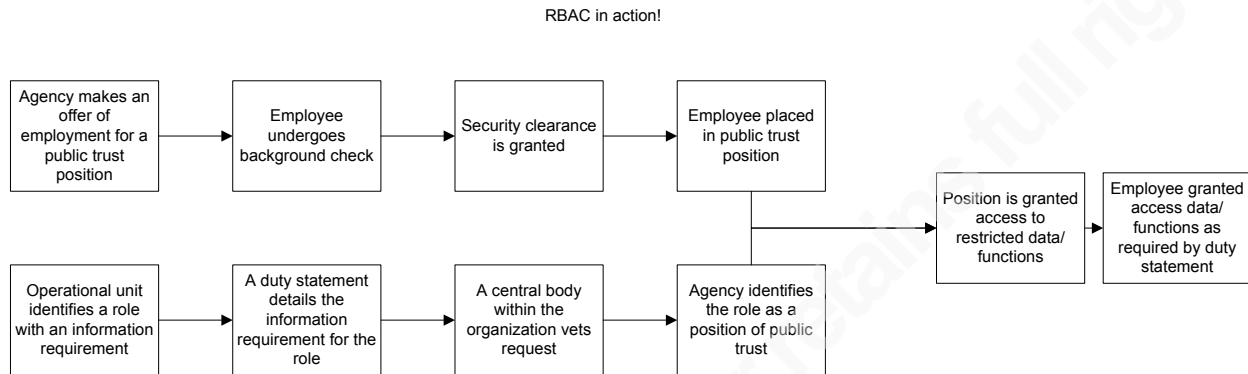 RBAC in action!
Agency makes an
offer of
employment for a
public trust
position
Employee
undergoes
background check
Security clearance
is granted
Employee placed
in public trust
position
Position is granted
access to
restricted data/
functions
Employee granted
access data/
functions as
required by duty
statement
Operational unit
identifies a role
with an information
requirement
A duty statement
details the
information
requirement for the
role
A central body
within the
organization vets
request
Agency identifies
the role as a
position of public
trust
retains full rig